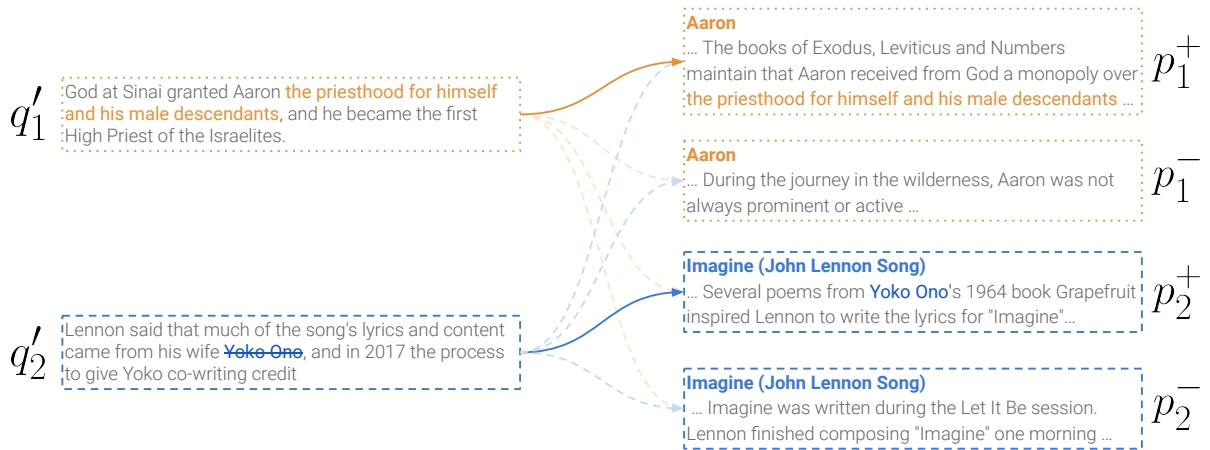 q′₁
God at Sinai granted Aaron the priesthood for himself
and his male descendants, and he became the first
High Priest of the Israelites.
q′₂
Lennon said that much of the song's lyrics and content
came from his wife Yoko Ono, and in 2017 the process
to give Yoko co-writing credit
Aaron
... The books of Exodus, Leviticus and Numbers
maintain that Aaron received from God a monopoly over
the priesthood for himself and his male descendants ...
p₁⁺
Aaron
... During the journey in the wilderness, Aaron was not
always prominent or active ...
p₁⁻
Imagine (John Lennon Song)
... Several poems from Yoko Ono's 1964 book Grapefruit
inspired Lennon to write the lyrics for "Imagine"...
p₂⁺
Imagine (John Lennon Song)
... Imagine was written during the Let It Be session.
Lennon finished composing "Imagine" one morning ...
p₂⁻